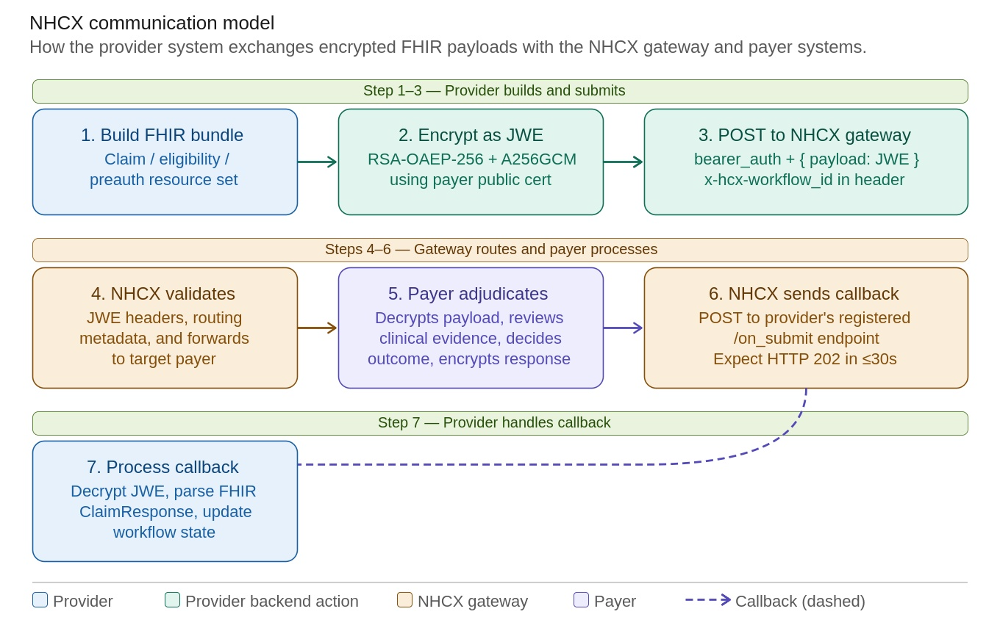 NHCX communication model
How the provider system exchanges encrypted FHIR payloads with the NHCX gateway and payer systems.
Step 1–3 — Provider builds and submits
1. Build FHIR bundle
Claim / eligibility /
preauth resource set
2. Encrypt as JWE
RSA-OAEP-256 + A256GCM
using payer public cert
3. POST to NHCX gateway
bearer_auth + { payload: JWE }
x-hcx-workflow_id in header
Steps 4–6 — Gateway routes and payer processes
4. NHCX validates
JWE headers, routing
metadata, and forwards
to target payer
5. Payer adjudicates
Decrypts payload, reviews
clinical evidence, decides
outcome, encrypts response
6. NHCX sends callback
POST to provider's registered
/on_submit endpoint
Expect HTTP 202 in ≤30s
Step 7 — Provider handles callback
7. Process callback
Decrypt JWE, parse FHIR
ClaimResponse, update
workflow state
Provider
Provider backend action
NHCX gateway
Payer
Callback (dashed)